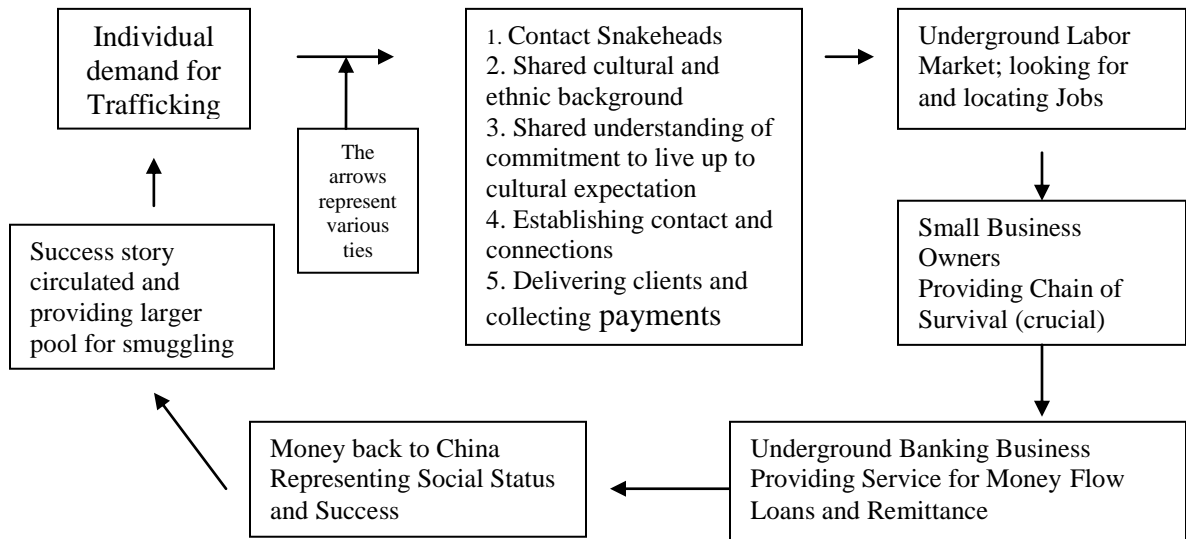 Individual
demand for
Trafficking
The
arrows
represent
various
ties
1. Contact Snakeheads
2. Shared cultural and
ethnic background
3. Shared understanding of
commitment to live up to
cultural expectation
4. Establishing contact and
connections
5. Delivering clients and
collecting payments
Underground Labor
Market; looking for
and locating Jobs
Small Business
Owners
Providing Chain of
Survival (crucial)
Underground Banking Business
Providing Service for Money Flow
Loans and Remittance
Money back to China
Representing Social Status
and Success
Success story
circulated and
providing larger
pool for smuggling